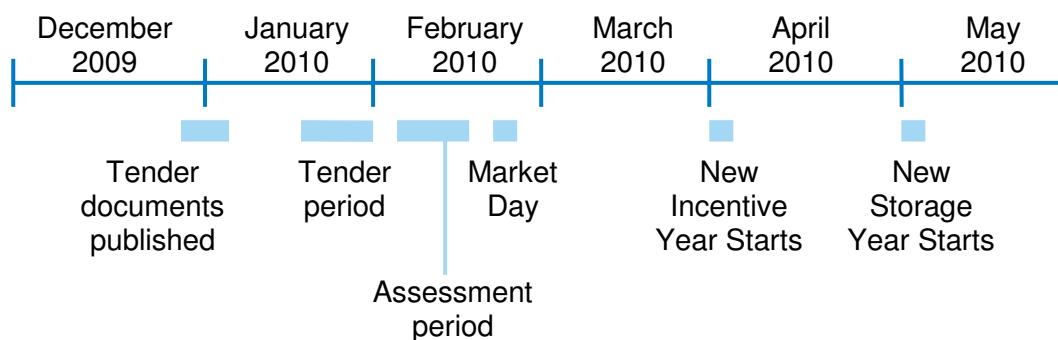 December
2009
January
2010
February
2010
March
2010
April
2010
May
2010
Tender
documents
published
Tender
period
Assessment
period
Market
Day
New
Incentive
Year Starts
New
Storage
Year Starts